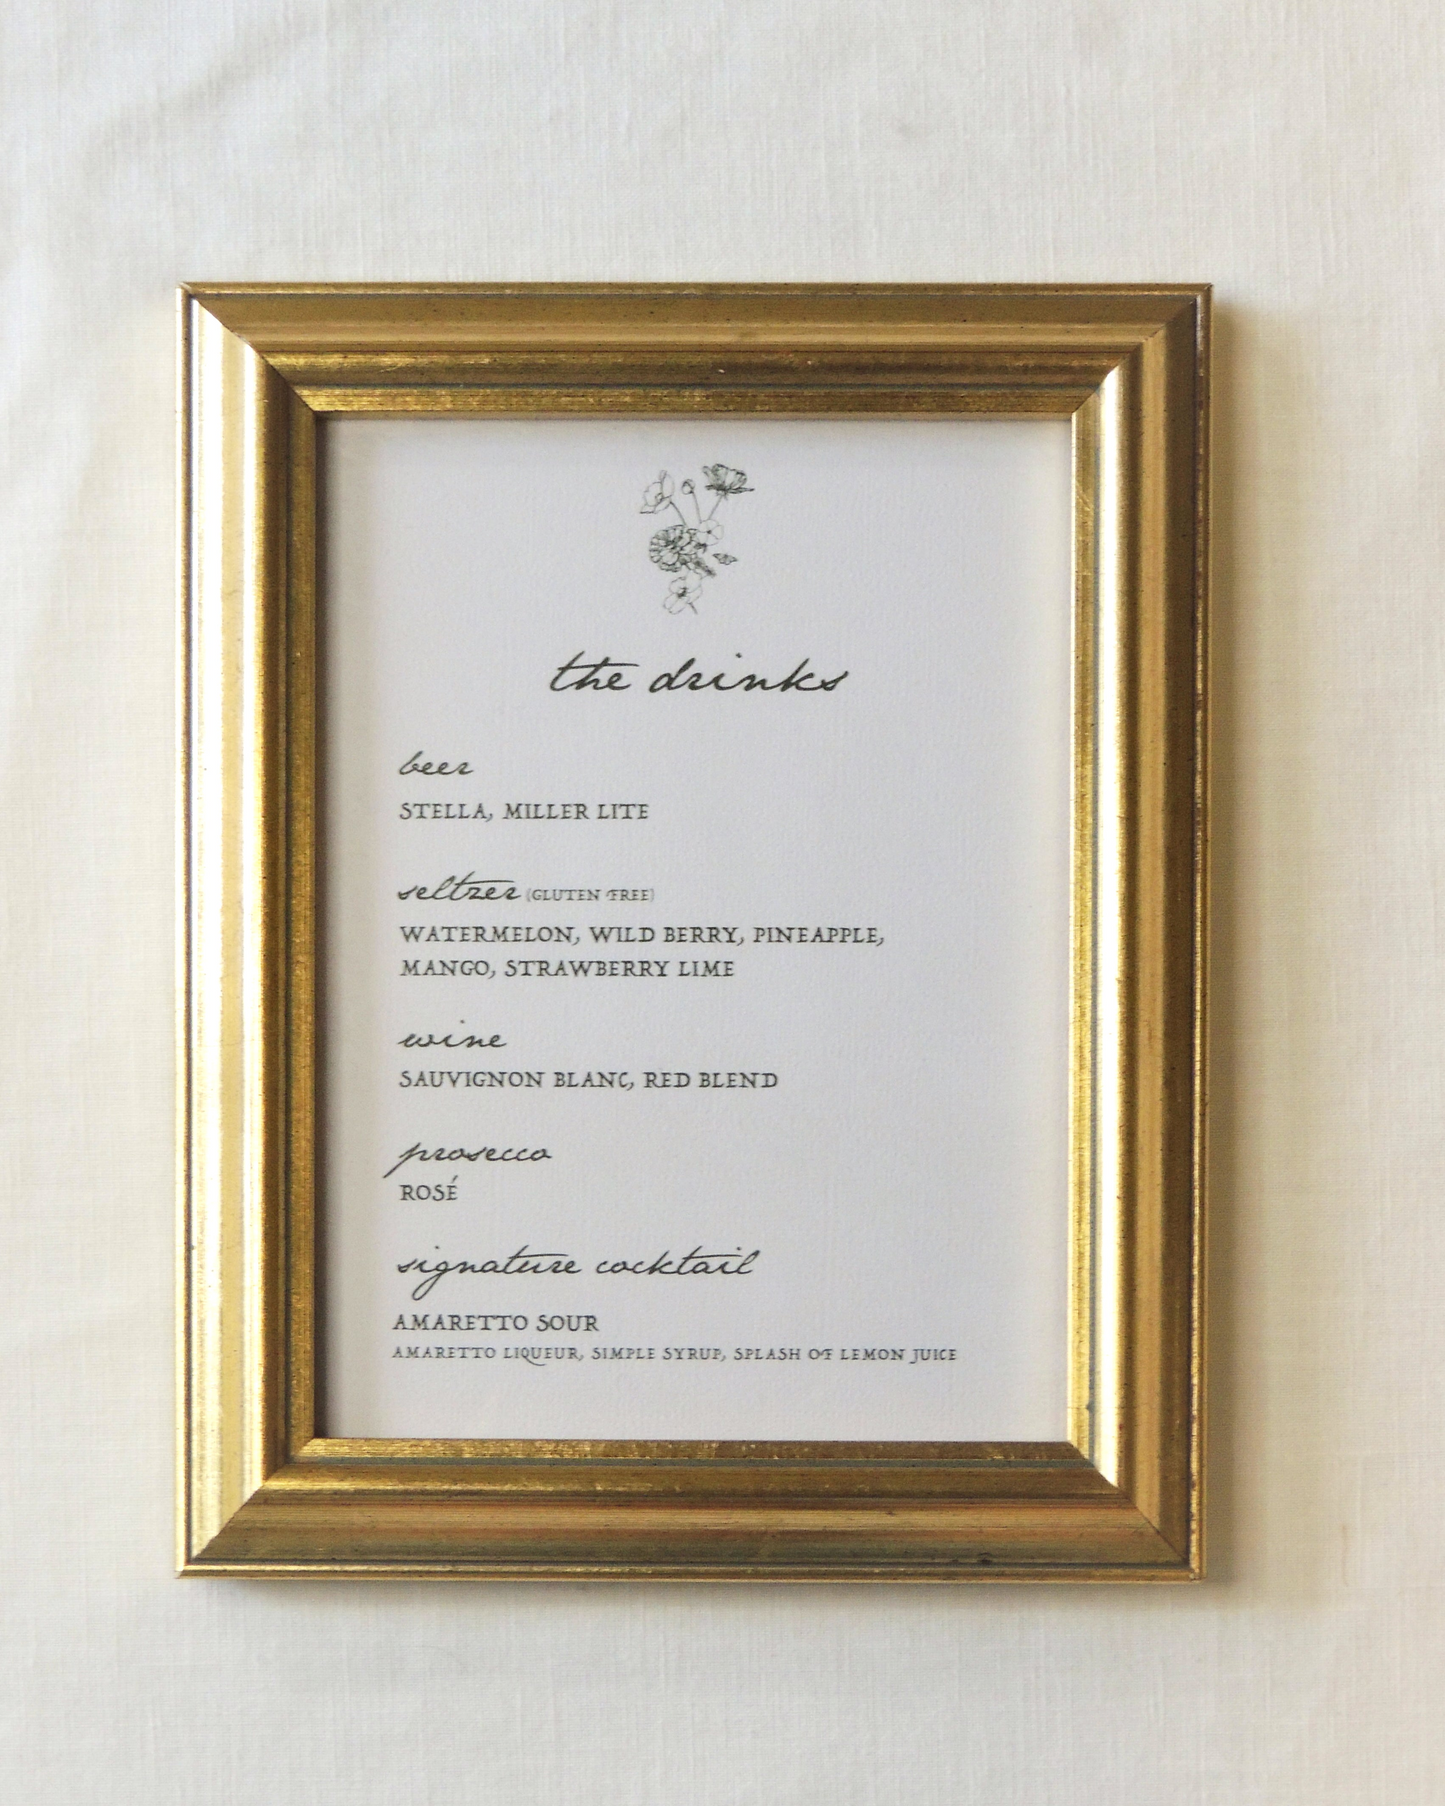 the drinks
beer
STELLA, MILLER LITE
seltzer (GLUTEN FREE)
WATERMELON, WILD BERRY, PINEAPPLE,
MANGO, STRAWBERRY LIME
wine
SAUVIGNON BLANC, RED BLEND
prosecco
ROSÉ
signature cocktail
AMARETTO SOUR
AMARETTO LIQUEUR, SIMPLE SYRUP, SPLASH OF LEMON JUICE